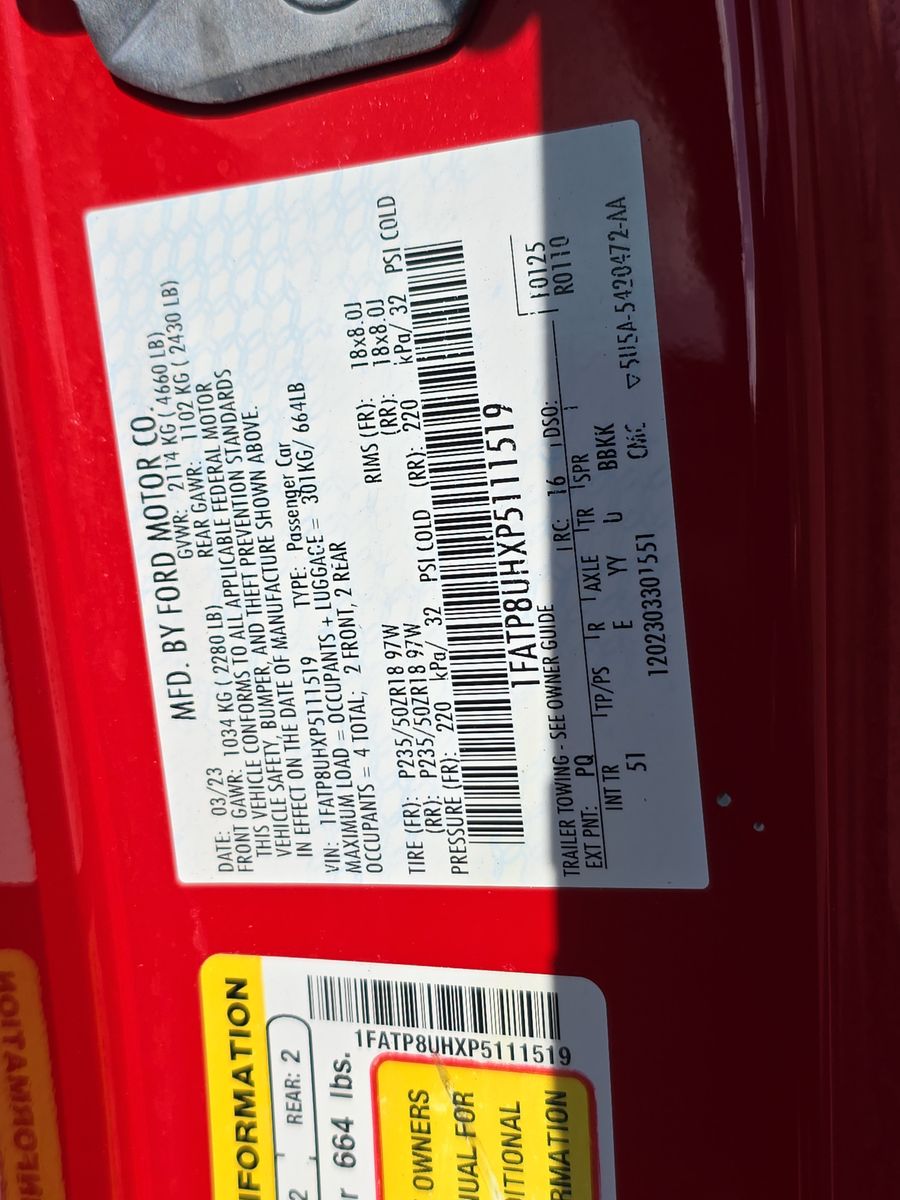 MFD. BY FORD MOTOR CO.
DATE: 03/23 GVWR: 2114 KG ( 4660 LB)
FRONT GAWR: 1034 KG ( 2280 LB) REAR GAWR: 1102 KG ( 2430 LB)
THIS VEHICLE CONFORMS TO ALL APPLICABLE FEDERAL MOTOR
VEHICLE SAFETY, BUMPER, AND THEFT PREVENTION STANDARDS
IN EFFECT ON THE DATE OF MANUFACTURE SHOWN ABOVE.
VIN: 1FATP8UHXP5111519 TYPE: Passenger Car
MAXIMUM LOAD = OCCUPANTS + LUGGAGE = 301KG/ 664LB
OCCUPANTS = 4 TOTAL; 2 FRONT, 2 REAR
TIRE (FR): P235/50ZR18 97W RIMS (FR): 18x8.0J
(RR): P235/50ZR18 97W (RR): 18x8.0J
PRESSURE (FR): 220 kPa/ 32 PSI COLD (RR): 220 kPa/ 32 PSI COLD
1FATP8UHXP5111519
TRAILER TOWING - SEE OWNER GUIDE
EXT PNT: PQ RC: 16 DSO: F0125
R0110
INT TR TP/PS R AXLE TR SPR
51 E YY U BBKK
1202303301551 CMC ▽5U5A-5420472-AA
FORMATION
2 REAR: 2
r 664 lbs.
1FATP8UHXP5111519
OWNERS
UAL FOR
ITIONAL
RMATION